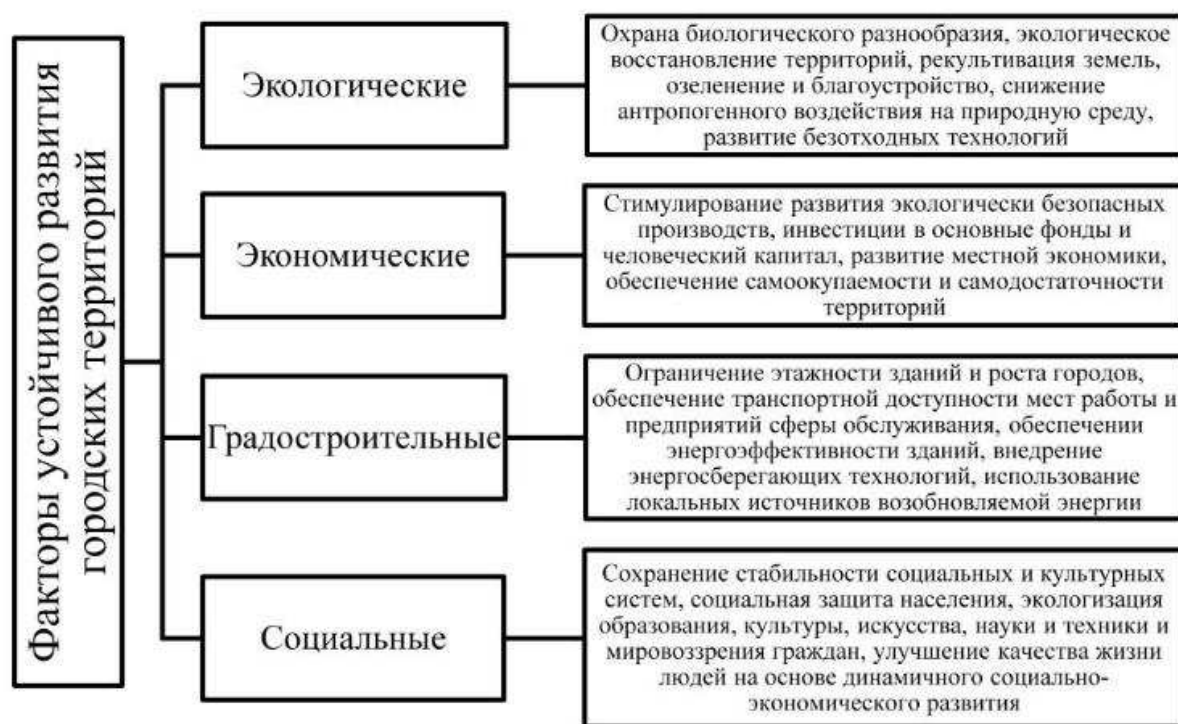 Факторы устойчивого развития
городских территорий
Экологические
Охрана биологического разнообразия, экологическое
восстановление территорий, рекультивация земель,
озеленение и благоустройство, снижение
антропогенного воздействия на природную среду,
развитие безотходных технологий
Экономические
Стимулирование развития экологически безопасных
производств, инвестиции в основные фонды и
человеческий капитал, развитие местной экономики,
обеспечение самоокупаемости и самодостаточности
территорий
Градостроительные
Ограничение этажности зданий и роста городов,
обеспечение транспортной доступности мест работы и
предприятий сферы обслуживания, обеспечении
энергоэффективности зданий, внедрение
энергосберегающих технологий, использование
локальных источников возобновляемой энергии
Социальные
Сохранение стабильности социальных и культурных
систем, социальная защита населения, экологизация
образования, культуры, искусства, науки и техники и
мировоззрения граждан, улучшение качества жизни
людей на основе динамичного социально-
экономического развития